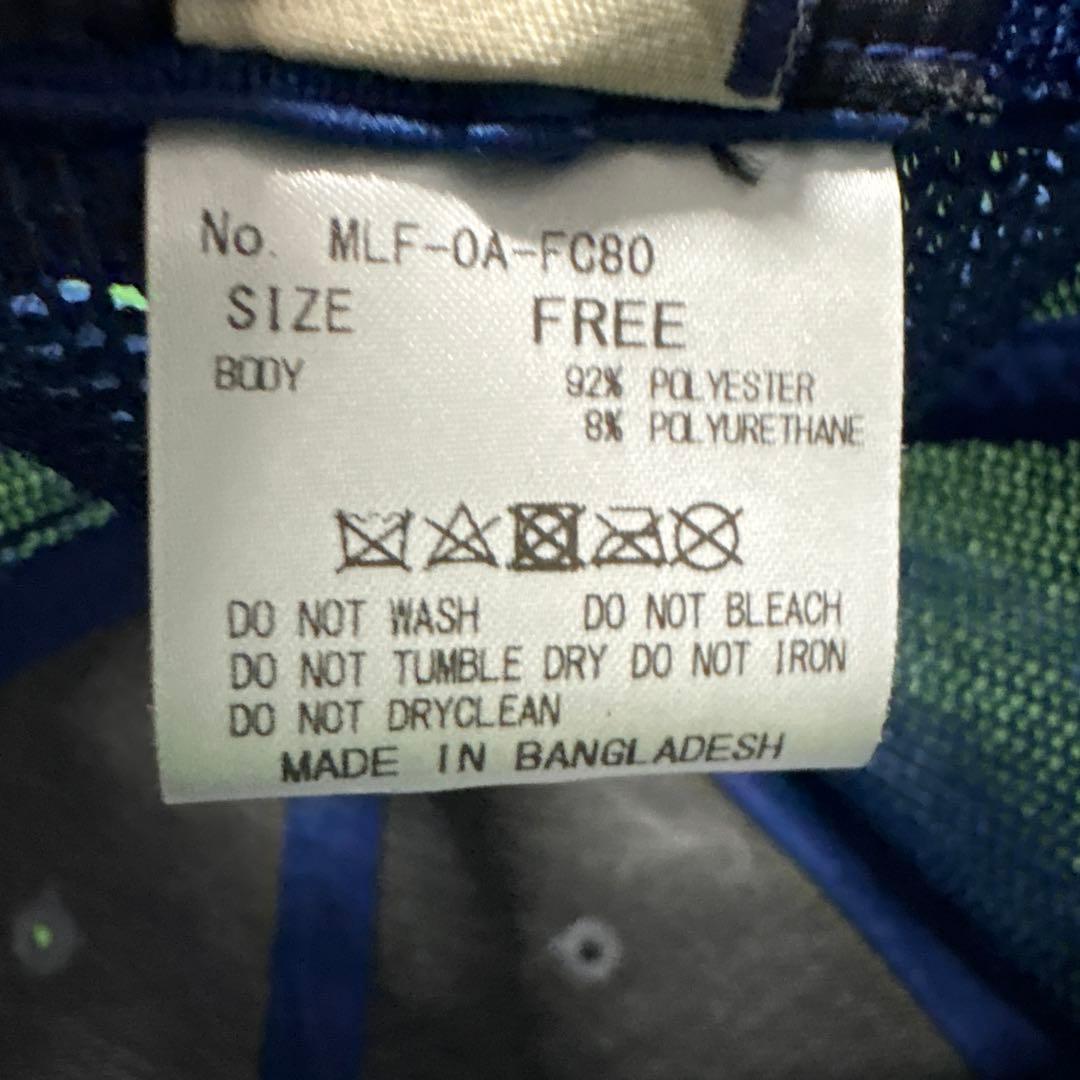 No. MLF-0A-FC80
SIZE FREE
BODY 92% POLYESTER
8% POLYURETHANE
DO NOT WASH DO NOT BLEACH
DO NOT TUMBLE DRY DO NOT IRON
DO NOT DRYCLEAN
MADE IN BANGLADESH